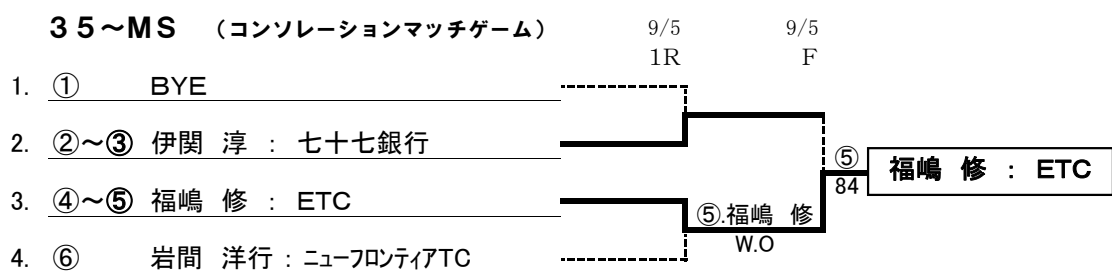 35～MS （コンソレーションマッチゲーム） 9/5 9/5
1R F
1. ① BYE
2. ②～③ 伊関 淳 ： 七十七銀行
⑤ 福嶋 修 ： ETC
84
3. ④～⑤ 福嶋 修 ： ETC
⑤.福嶋 修
W.O
4. ⑥ 岩間 洋行：ニューフロンティアTC